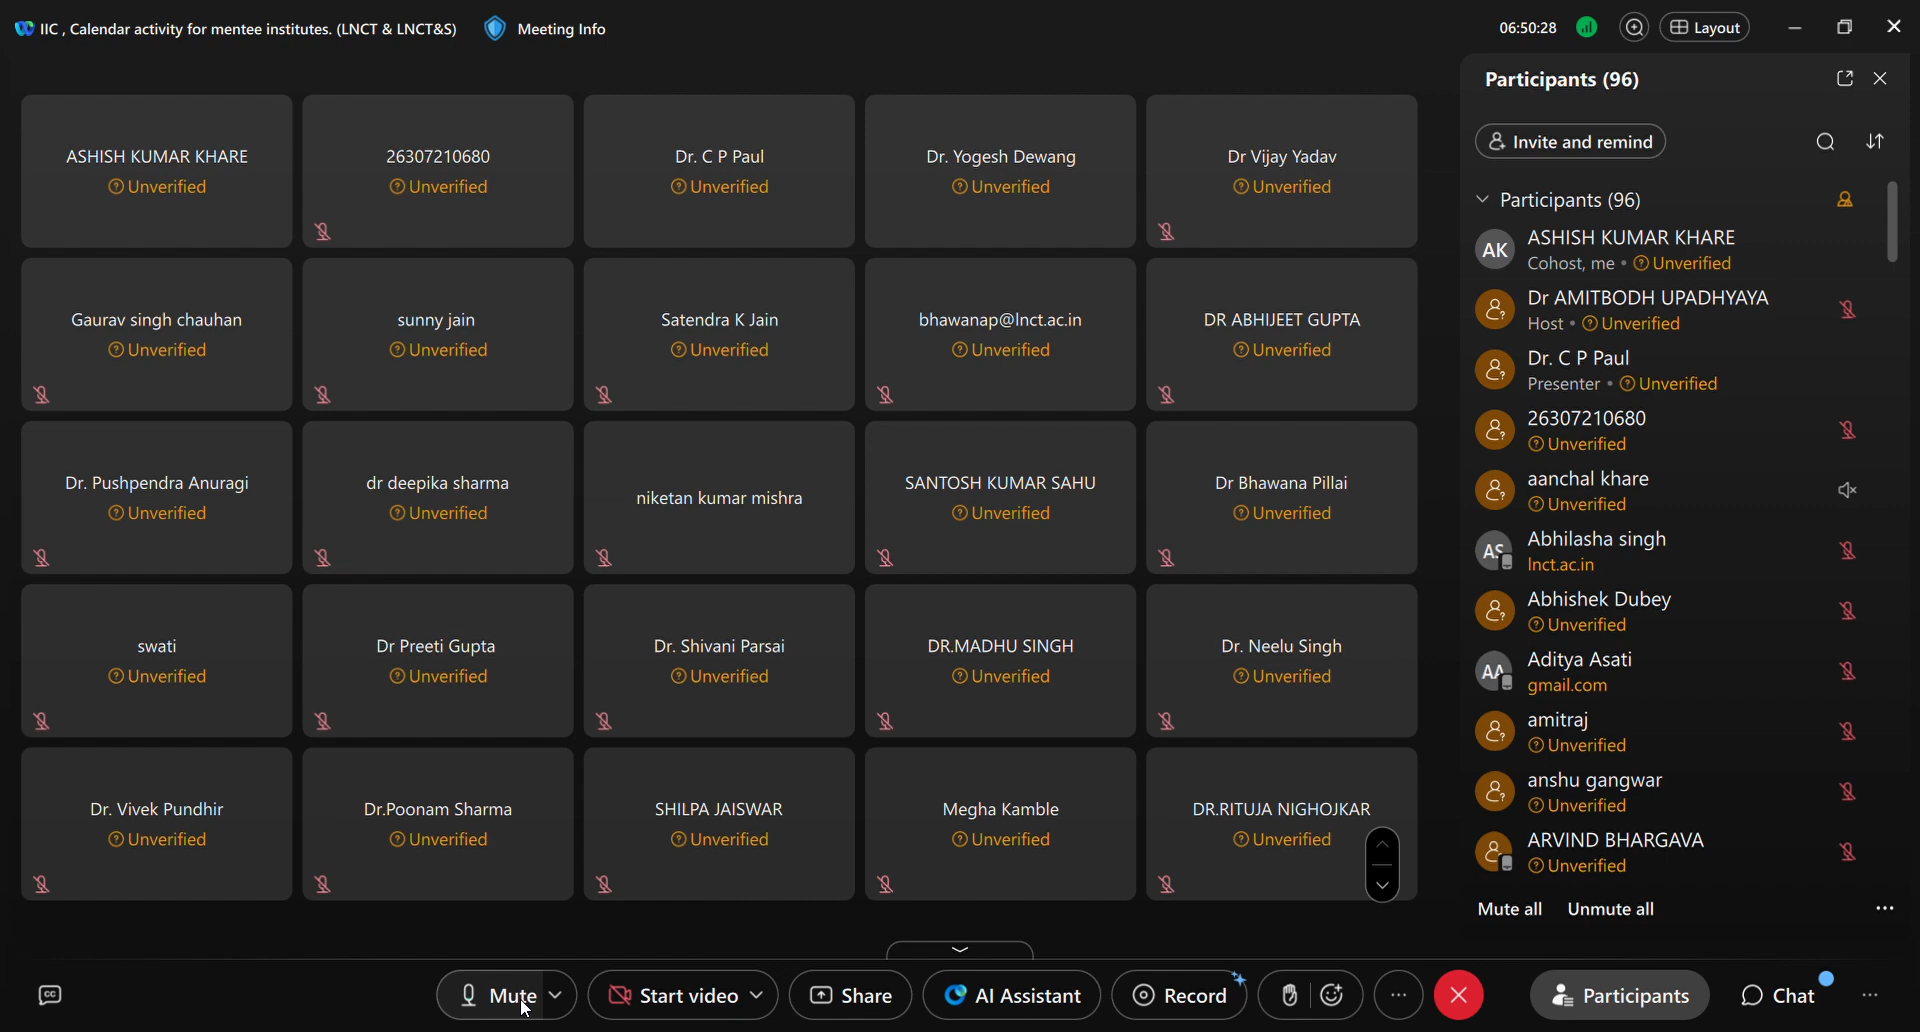 IIC , Calendar activity for mentee institutes. (LNCT & LNCT&S)
Meeting Info
06:50:28
Layout
ASHISH KUMAR KHARE
Unverified
26307210680
Unverified
Dr. C P Paul
Unverified
Dr. Yogesh Dewang
Unverified
Dr Vijay Yadav
Unverified
Gaurav singh chauhan
Unverified
sunny jain
Unverified
Satendra K Jain
Unverified
bhawanap@lnct.ac.in
Unverified
DR ABHIJEET GUPTA
Unverified
Dr. Pushpendra Anuragi
Unverified
dr deepika sharma
Unverified
niketan kumar mishra
SANTOSH KUMAR SAHU
Unverified
Dr Bhawana Pillai
Unverified
swati
Unverified
Dr Preeti Gupta
Unverified
Dr. Shivani Parsai
Unverified
DR.MADHU SINGH
Unverified
Dr. Neelu Singh
Unverified
Dr. Vivek Pundhir
Unverified
Dr.Poonam Sharma
Unverified
SHILPA JAISWAR
Unverified
Megha Kamble
Unverified
DR.RITUJA NIGHOJKAR
Unverified
Participants (96)
Invite and remind
Participants (96)
AK
ASHISH KUMAR KHARE
Cohost, me • Unverified
Dr AMITBODH UPADHYAYA
Host • Unverified
Dr. C P Paul
Presenter • Unverified
26307210680
Unverified
aanchal khare
Unverified
AS
Abhilasha singh
lnct.ac.in
Abhishek Dubey
Unverified
AA
Aditya Asati
gmail.com
amitraj
Unverified
anshu gangwar
Unverified
ARVIND BHARGAVA
Unverified
Mute all
Unmute all
CC
Mute
Start video
Share
AI Assistant
Record
Participants
Chat